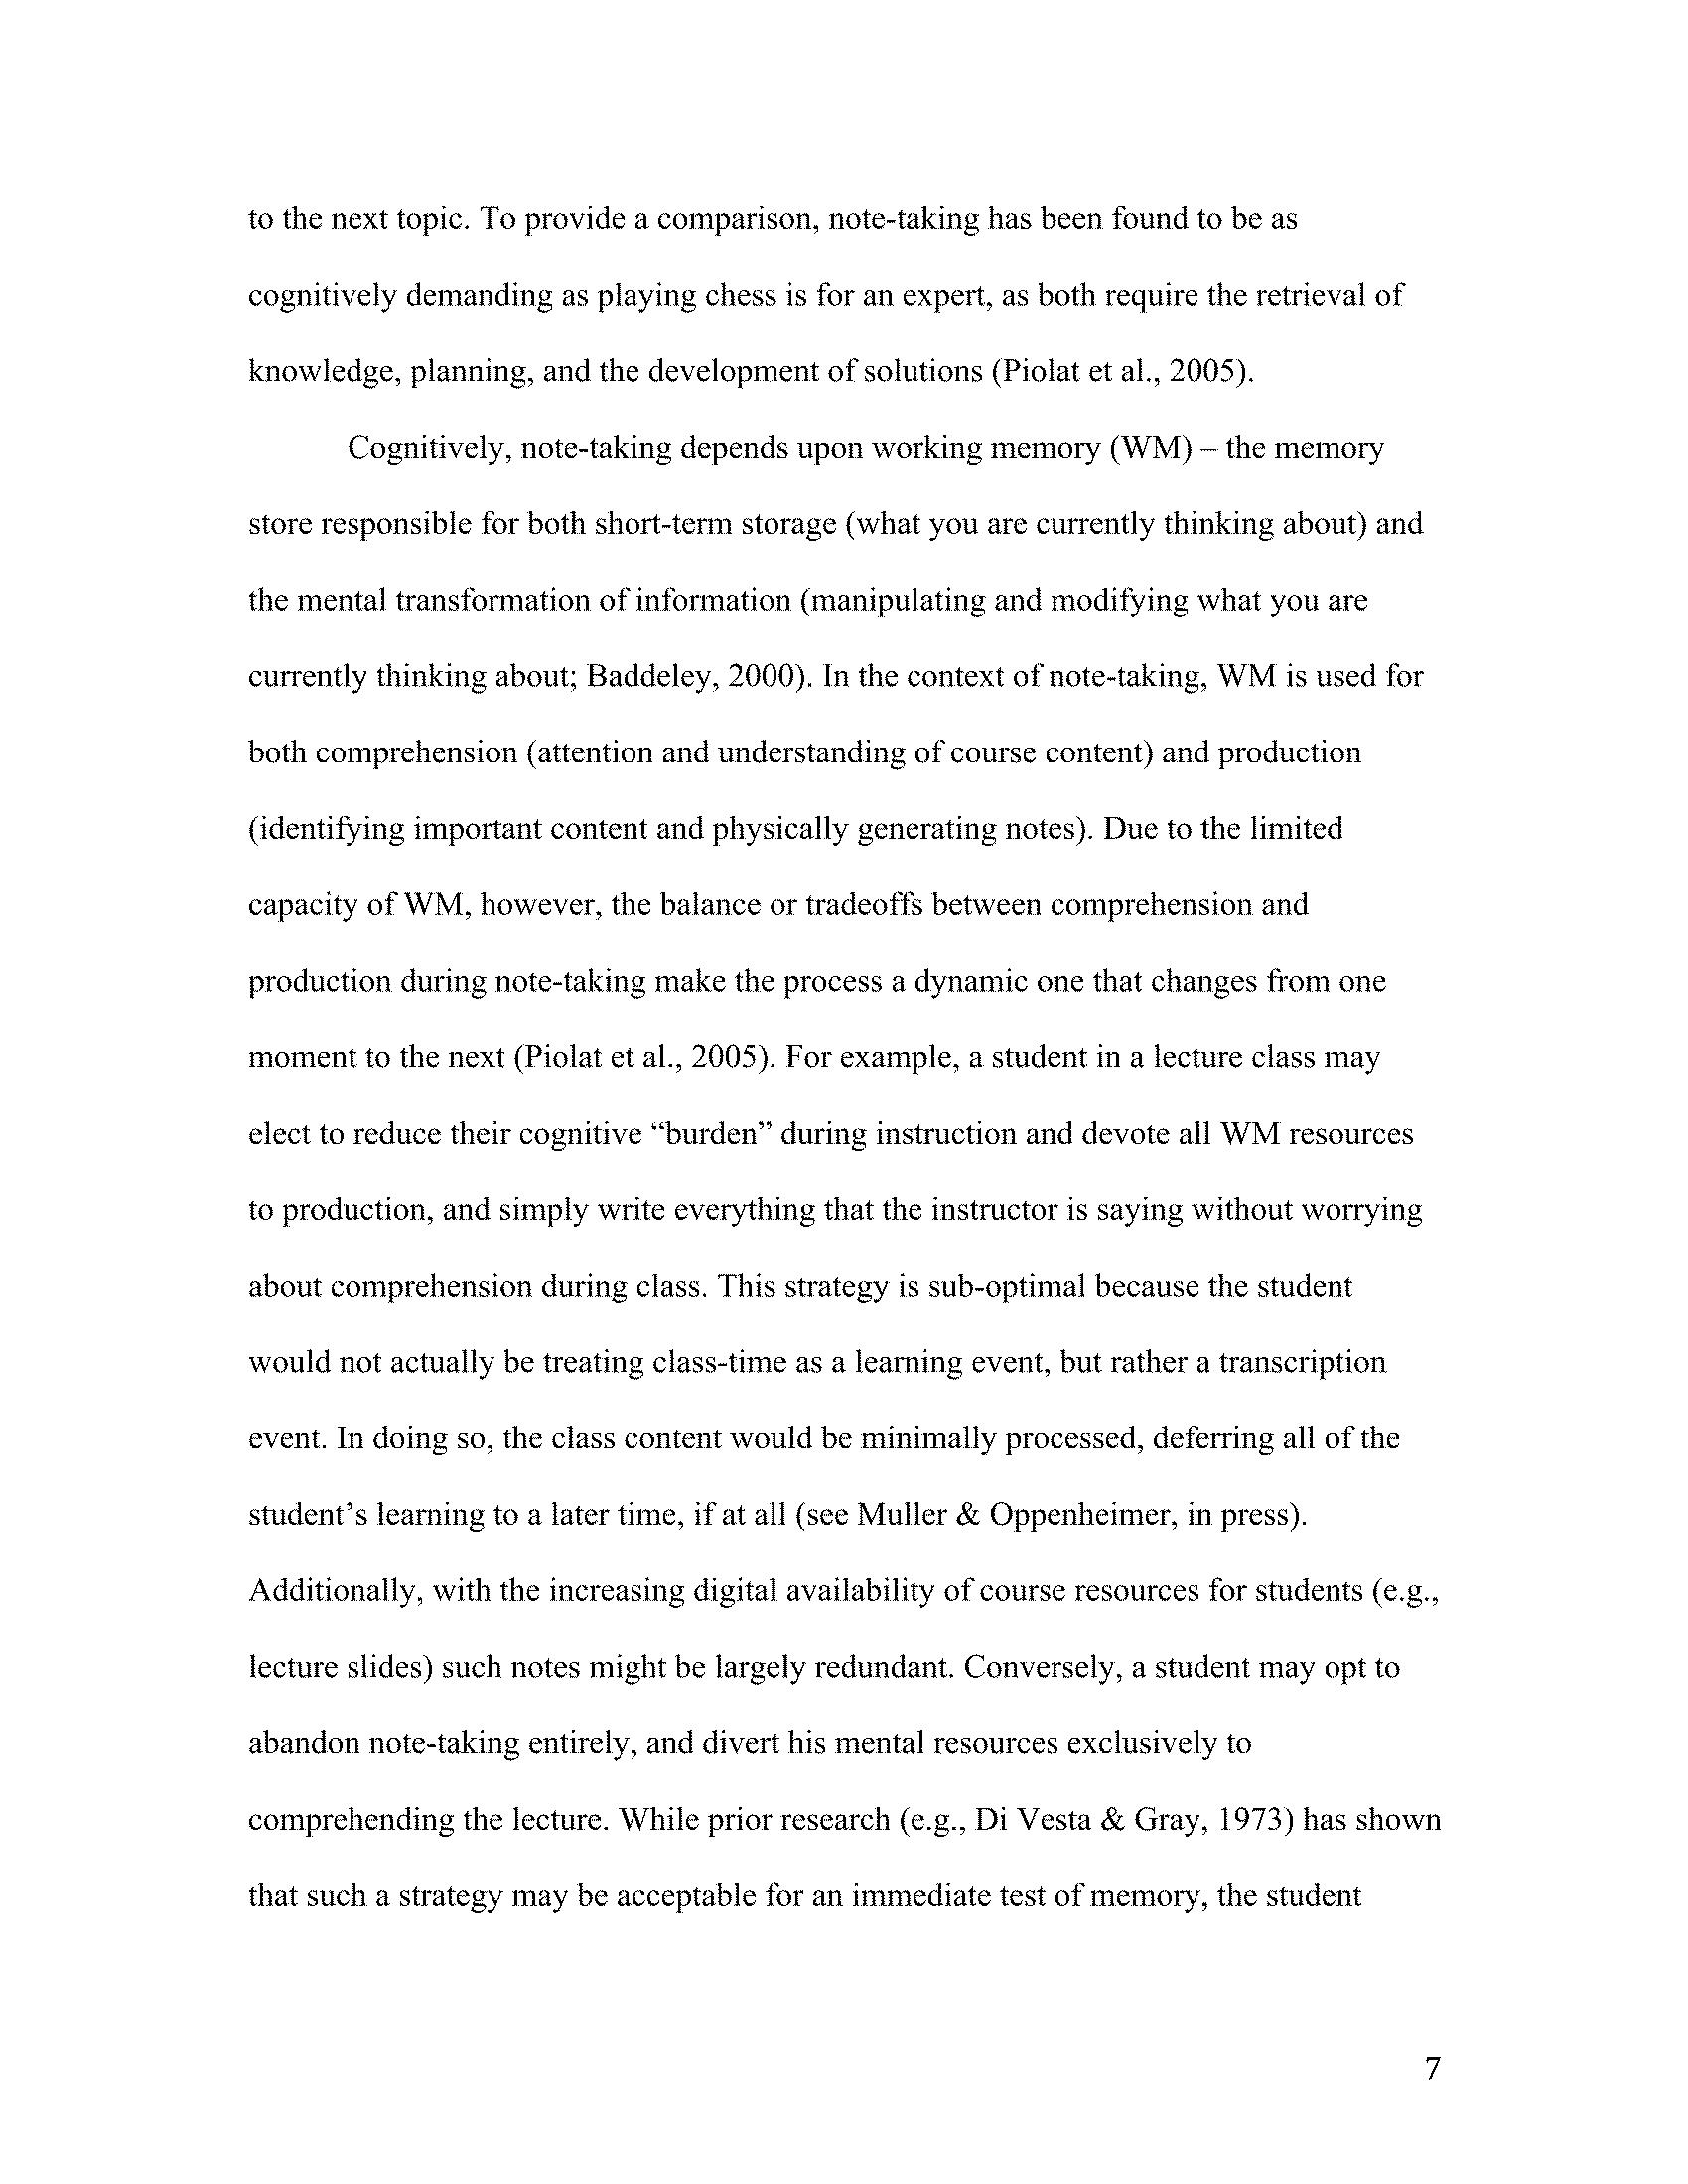 to the next topic. To provide a comparison, note-taking has been found to be as
cognitively demanding as playing chess is for an expert, as both require the retrieval of
knowledge, planning, and the development of solutions (Piolat et al., 2005).
Cognitively, note-taking depends upon working memory (WM) – the memory
store responsible for both short-term storage (what you are currently thinking about) and
the mental transformation of information (manipulating and modifying what you are
currently thinking about; Baddeley, 2000). In the context of note-taking, WM is used for
both comprehension (attention and understanding of course content) and production
(identifying important content and physically generating notes). Due to the limited
capacity of WM, however, the balance or tradeoffs between comprehension and
production during note-taking make the process a dynamic one that changes from one
moment to the next (Piolat et al., 2005). For example, a student in a lecture class may
elect to reduce their cognitive “burden” during instruction and devote all WM resources
to production, and simply write everything that the instructor is saying without worrying
about comprehension during class. This strategy is sub-optimal because the student
would not actually be treating class-time as a learning event, but rather a transcription
event. In doing so, the class content would be minimally processed, deferring all of the
student’s learning to a later time, if at all (see Muller & Oppenheimer, in press).
Additionally, with the increasing digital availability of course resources for students (e.g.,
lecture slides) such notes might be largely redundant. Conversely, a student may opt to
abandon note-taking entirely, and divert his mental resources exclusively to
comprehending the lecture. While prior research (e.g., Di Vesta & Gray, 1973) has shown
that such a strategy may be acceptable for an immediate test of memory, the student
7